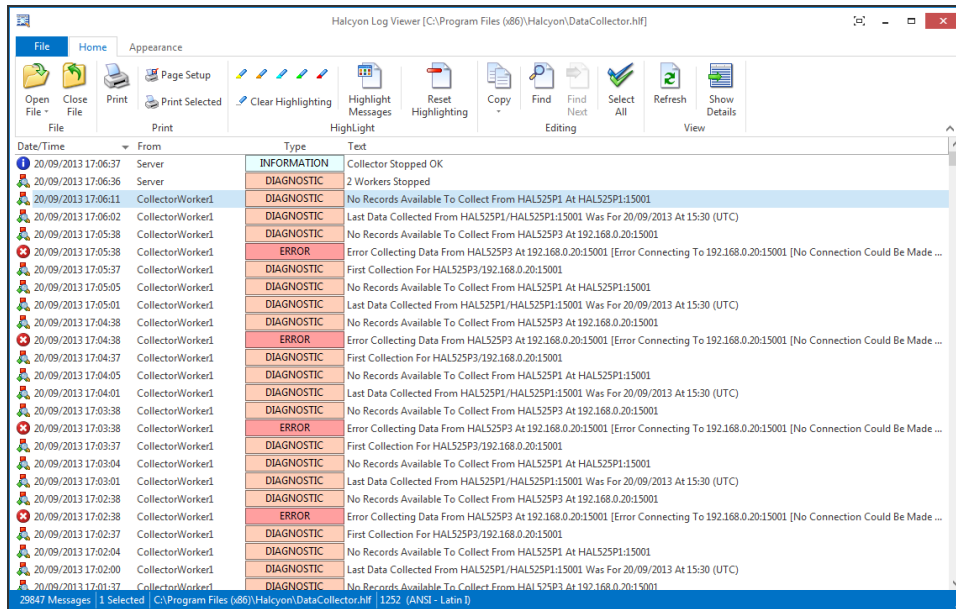 Halcyon Log Viewer [C:\Program Files (x86)\Halcyon\DataCollector.hlf]
File Home Appearance
Open File Close File Print Page Setup Print Selected Clear Highlighting Highlight Messages Reset Highlighting Copy Find Find Next Select All Refresh Show Details
File Print HighLight Editing View
Date/Time From Type Text
20/09/2013 17:06:37 Server INFORMATION Collector Stopped OK
20/09/2013 17:06:36 Server DIAGNOSTIC 2 Workers Stopped
20/09/2013 17:06:11 CollectorWorker1 DIAGNOSTIC No Records Available To Collect From HAL525P1 At HAL525P1:15001
20/09/2013 17:06:02 CollectorWorker1 DIAGNOSTIC Last Data Collected From HAL525P1/HAL525P1:15001 Was For 20/09/2013 At 15:30 (UTC)
20/09/2013 17:05:38 CollectorWorker1 DIAGNOSTIC No Records Available To Collect From HAL525P3 At 192.168.0.20:15001
20/09/2013 17:05:38 CollectorWorker1 ERROR Error Collecting Data From HAL525P3 At 192.168.0.20:15001 [Error Connecting To 192.168.0.20:15001 [No Connection Could Be Made ...
20/09/2013 17:05:37 CollectorWorker1 DIAGNOSTIC First Collection For HAL525P3/192.168.0.20:15001
20/09/2013 17:05:05 CollectorWorker1 DIAGNOSTIC No Records Available To Collect From HAL525P1 At HAL525P1:15001
20/09/2013 17:05:01 CollectorWorker1 DIAGNOSTIC Last Data Collected From HAL525P1/HAL525P1:15001 Was For 20/09/2013 At 15:30 (UTC)
20/09/2013 17:04:38 CollectorWorker1 DIAGNOSTIC No Records Available To Collect From HAL525P3 At 192.168.0.20:15001
20/09/2013 17:04:38 CollectorWorker1 ERROR Error Collecting Data From HAL525P3 At 192.168.0.20:15001 [Error Connecting To 192.168.0.20:15001 [No Connection Could Be Made ...
20/09/2013 17:04:37 CollectorWorker1 DIAGNOSTIC First Collection For HAL525P3/192.168.0.20:15001
20/09/2013 17:04:05 CollectorWorker1 DIAGNOSTIC No Records Available To Collect From HAL525P1 At HAL525P1:15001
20/09/2013 17:04:01 CollectorWorker1 DIAGNOSTIC Last Data Collected From HAL525P1/HAL525P1:15001 Was For 20/09/2013 At 15:30 (UTC)
20/09/2013 17:03:38 CollectorWorker1 DIAGNOSTIC No Records Available To Collect From HAL525P3 At 192.168.0.20:15001
20/09/2013 17:03:38 CollectorWorker1 ERROR Error Collecting Data From HAL525P3 At 192.168.0.20:15001 [Error Connecting To 192.168.0.20:15001 [No Connection Could Be Made ...
20/09/2013 17:03:37 CollectorWorker1 DIAGNOSTIC First Collection For HAL525P3/192.168.0.20:15001
20/09/2013 17:03:04 CollectorWorker1 DIAGNOSTIC No Records Available To Collect From HAL525P1 At HAL525P1:15001
20/09/2013 17:03:01 CollectorWorker1 DIAGNOSTIC Last Data Collected From HAL525P1/HAL525P1:15001 Was For 20/09/2013 At 15:30 (UTC)
20/09/2013 17:02:38 CollectorWorker1 DIAGNOSTIC No Records Available To Collect From HAL525P3 At 192.168.0.20:15001
20/09/2013 17:02:38 CollectorWorker1 ERROR Error Collecting Data From HAL525P3 At 192.168.0.20:15001 [Error Connecting To 192.168.0.20:15001 [No Connection Could Be Made ...
20/09/2013 17:02:37 CollectorWorker1 DIAGNOSTIC First Collection For HAL525P3/192.168.0.20:15001
20/09/2013 17:02:04 CollectorWorker1 DIAGNOSTIC No Records Available To Collect From HAL525P1 At HAL525P1:15001
20/09/2013 17:02:00 CollectorWorker1 DIAGNOSTIC Last Data Collected From HAL525P1/HAL525P1:15001 Was For 20/09/2013 At 15:30 (UTC)
20/09/2013 17:01:37 CollectorWorker1 DIAGNOSTIC No Records Available To Collect From HAL525P3 At 192.168.0.20:15001
29847 Messages 1 Selected C:\Program Files (x86)\Halcyon\DataCollector.hlf 1252 (ANSI - Latin I)